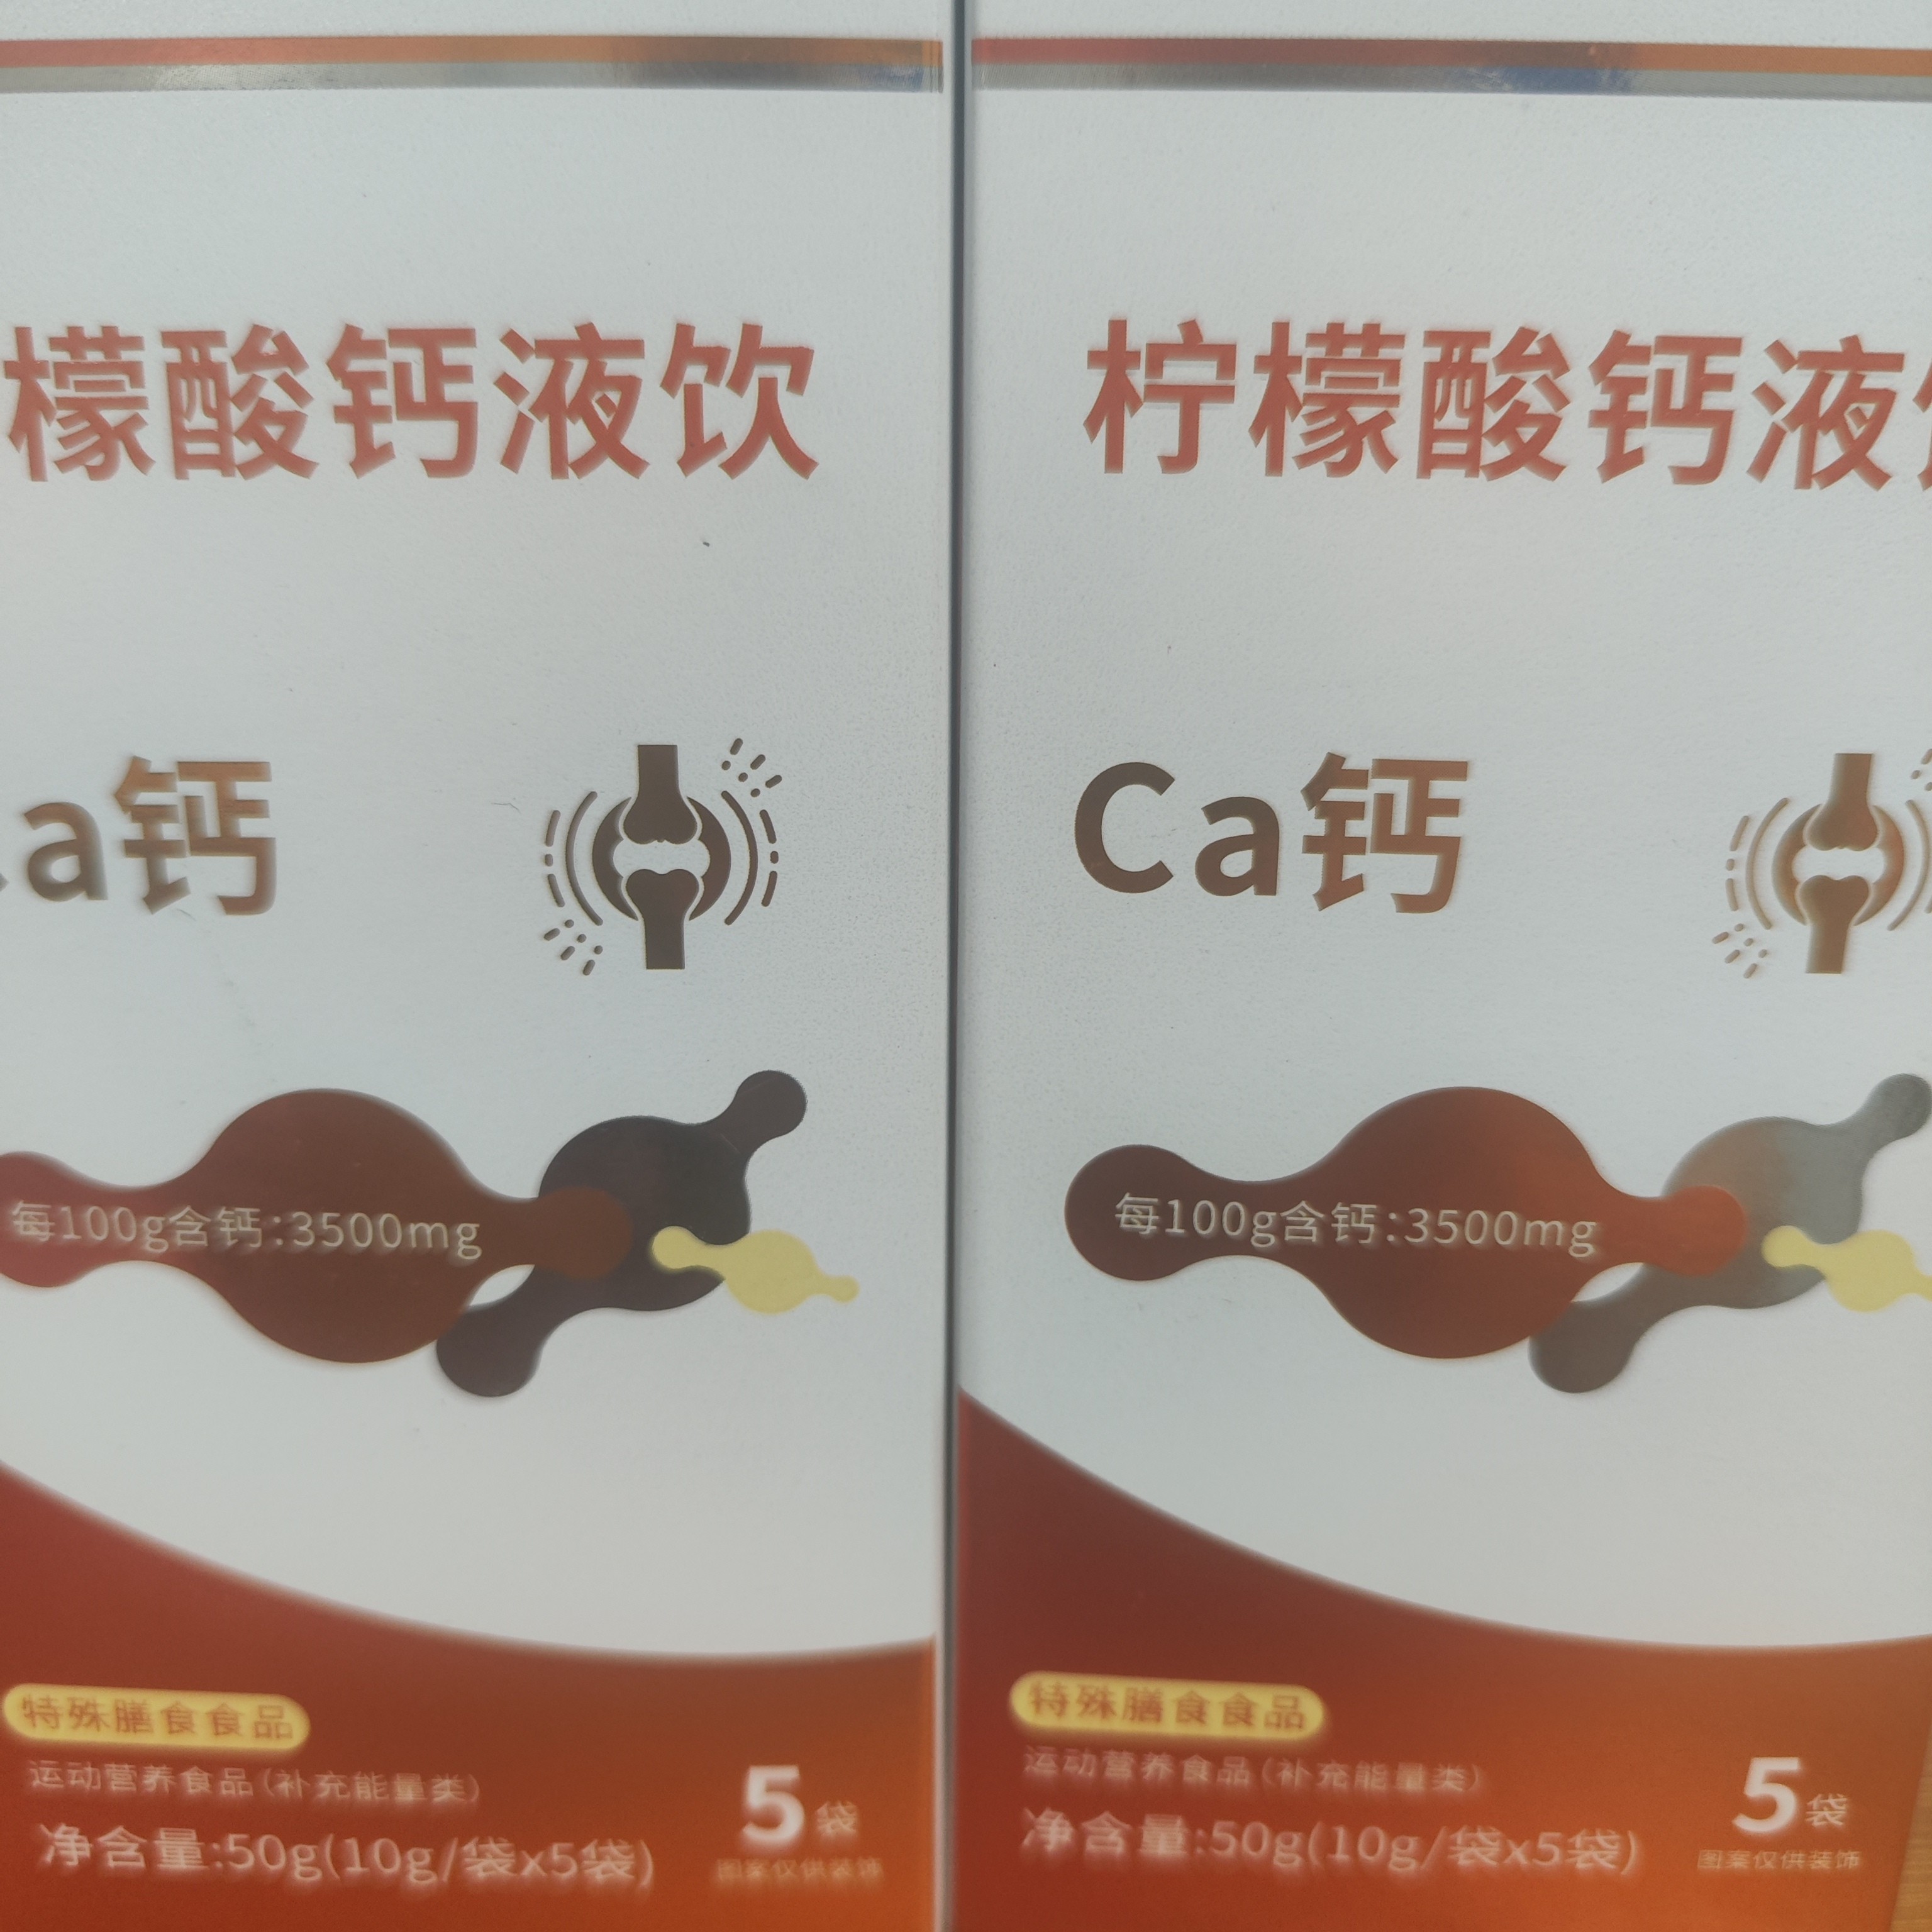 檬酸钙液饮
a钙
每100g含钙:3500mg
特殊膳食食品
运动营养食品(补充能量类)
净含量:50g(10g/袋x5袋)
5袋
图案仅供装饰
柠檬酸钙液
Ca钙
每100g含钙:3500mg
特殊膳食食品
运动营养食品(补充能量类)
净含量:50g(10g/袋x5袋)
5袋
图案仅供装饰